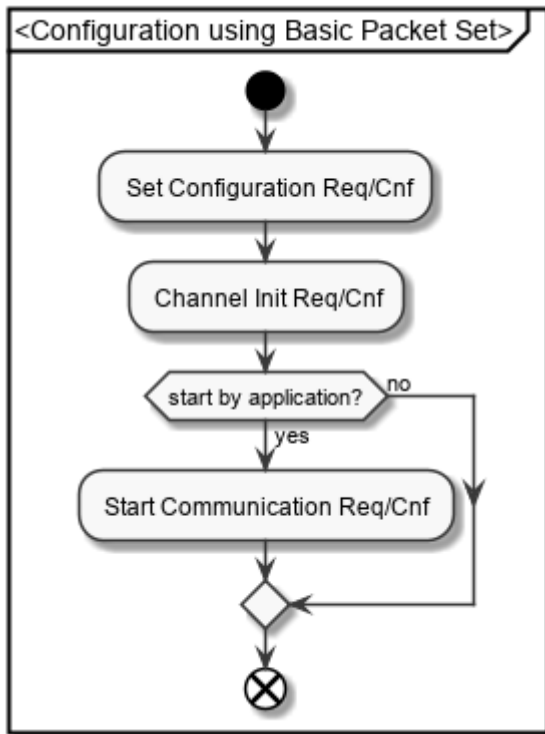 <Configuration using Basic Packet Set>
Set Configuration Req/Cnf
Channel Init Req/Cnf
start by application?
no
yes
Start Communication Req/Cnf